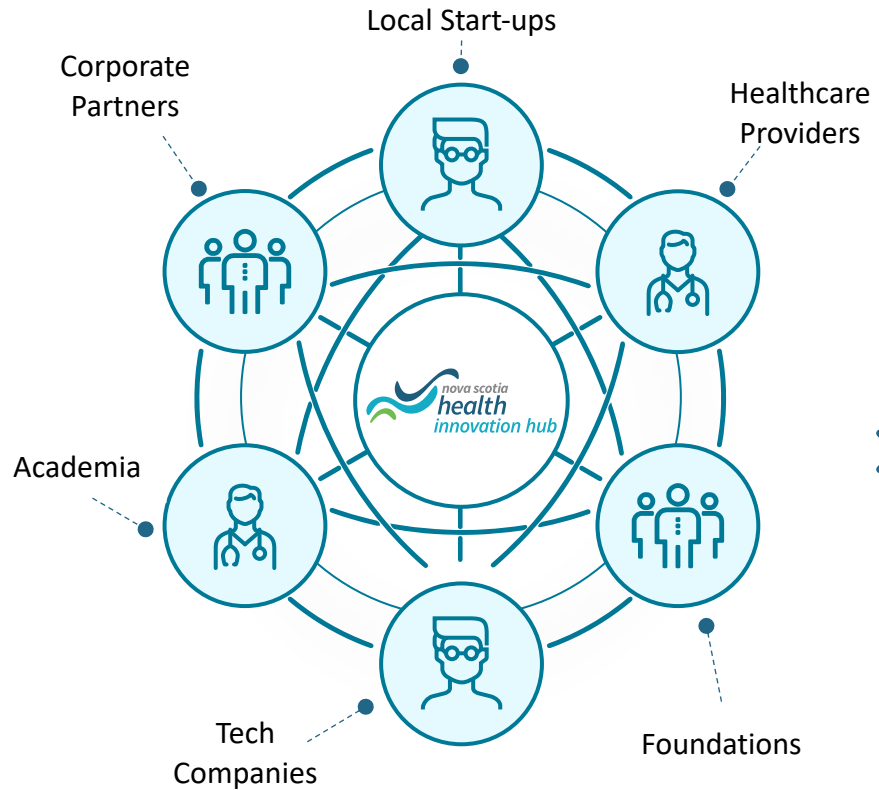 Local Start-ups
Corporate
Partners
Healthcare
Providers
nova scotia
health
innovation hub
Academia
Tech
Companies
Foundations